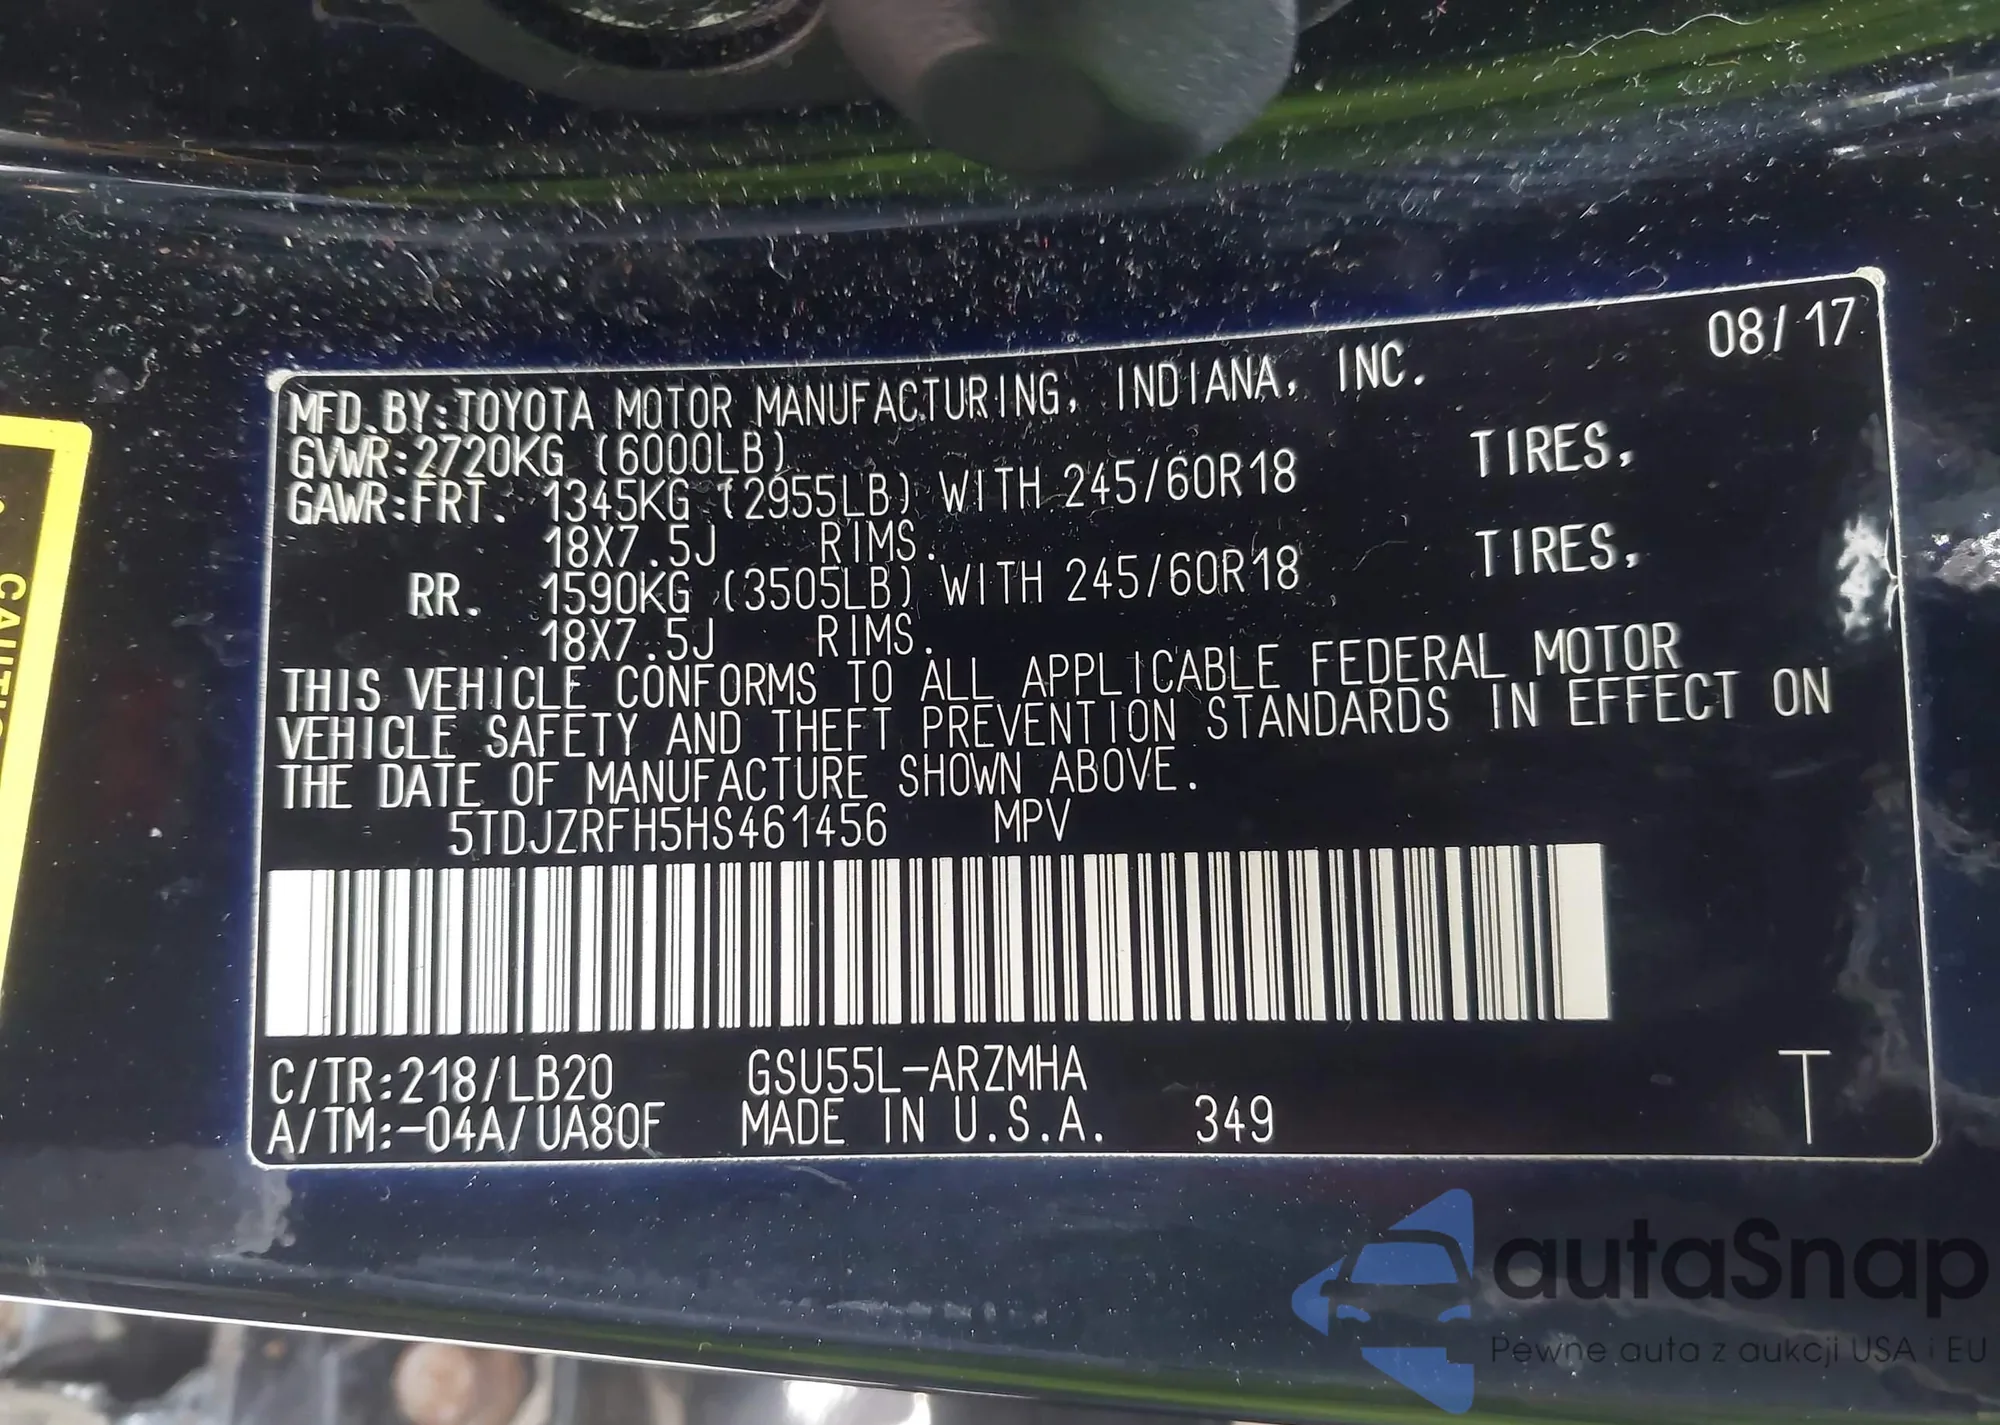 08/17
MFD.BY:TOYOTA MOTOR MANUFACTURING, INDIANA, INC.
GVWR:2720KG (6000LB)
GAWR:FRT. 1345KG (2955LB) WITH 245/60R18 TIRES,
18X7.5J RIMS.
RR. 1590KG (3505LB) WITH 245/60R18 TIRES,
18X7.5J RIMS.
THIS VEHICLE CONFORMS TO ALL APPLICABLE FEDERAL MOTOR
VEHICLE SAFETY AND THEFT PREVENTION STANDARDS IN EFFECT ON
THE DATE OF MANUFACTURE SHOWN ABOVE.
5TDJZRFH5HS461456 MPV
C/TR:218/LB20 GSU55L-ARZMHA
A/TM:-04A/UA80F MADE IN U.S.A. 349 T
autaSnap
Pewne auta z aukcji USA i EU